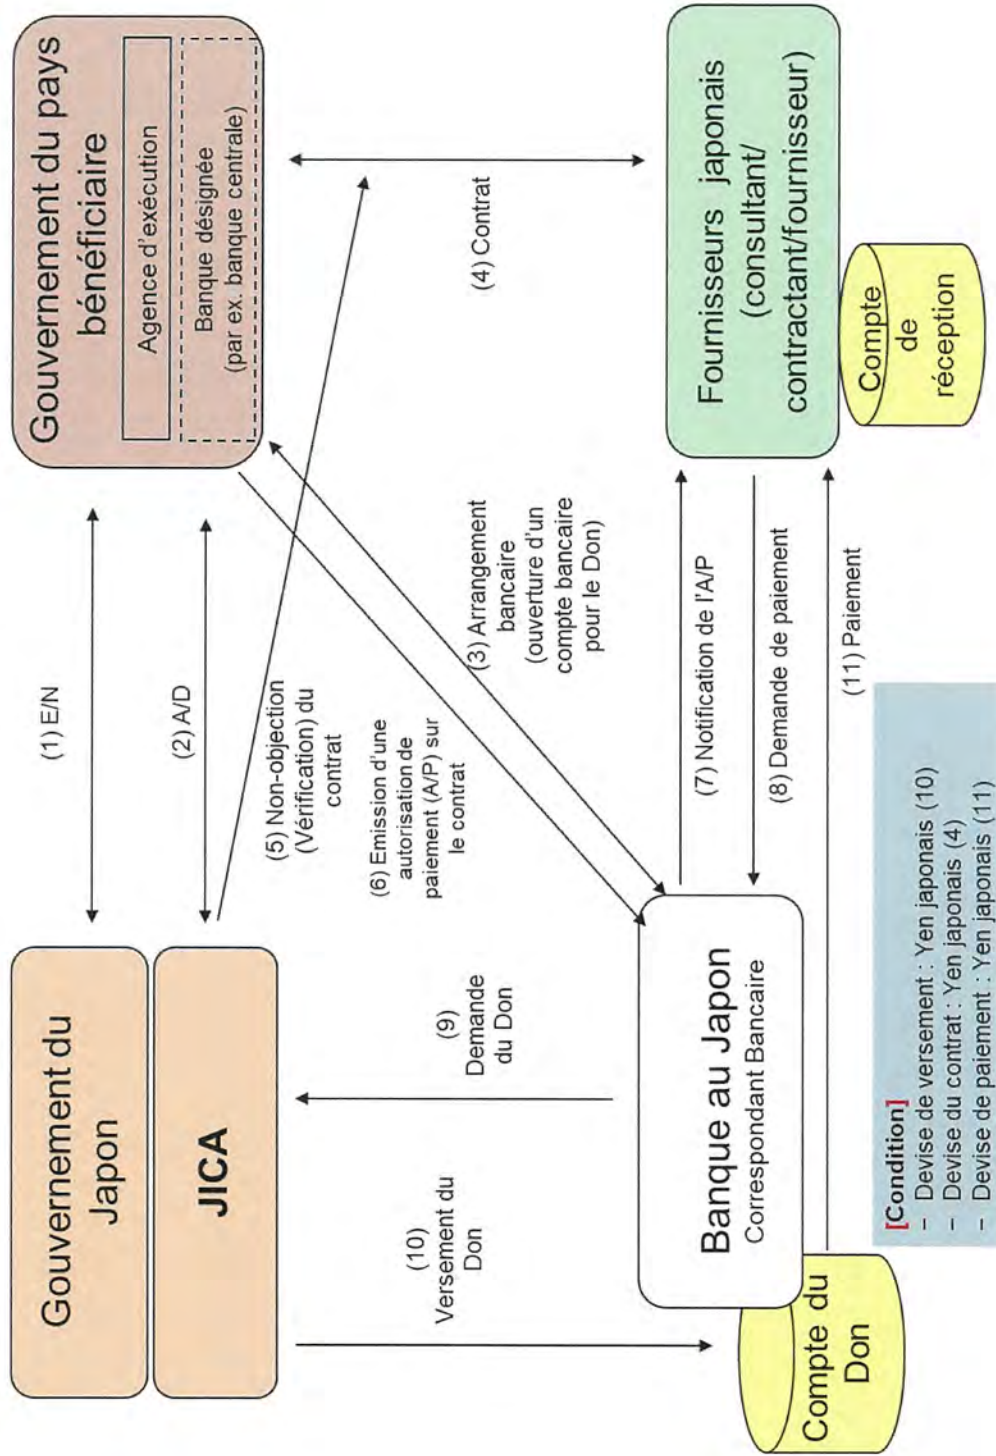 Gouvernement du
Japon
JICA
(1) E/N
(2) A/D
Gouvernement du pays
bénéficiaire
Agence d'exécution
Banque désignée
(par ex. banque centrale)
(5) Non-objection
(Vérification) du
contrat
(6) Emission d'une
autorisation de
paiement (A/P) sur
le contrat
(3) Arrangement
bancaire
(ouverture d'un
compte bancaire
pour le Don)
(4) Contrat
(10)
Versement du
Don
(9)
Demande
du Don
Banque au Japon
Correspondant Bancaire
Compte du
Don
(7) Notification de l'A/P
(8) Demande de paiement
(11) Paiement
Fournisseurs japonais
(consultant/
contractant/fournisseur)
Compte
de
réception
[Condition]
- Devise de versement : Yen japonais (10)
- Devise du contrat : Yen japonais (4)
- Devise de paiement : Yen japonais (11)